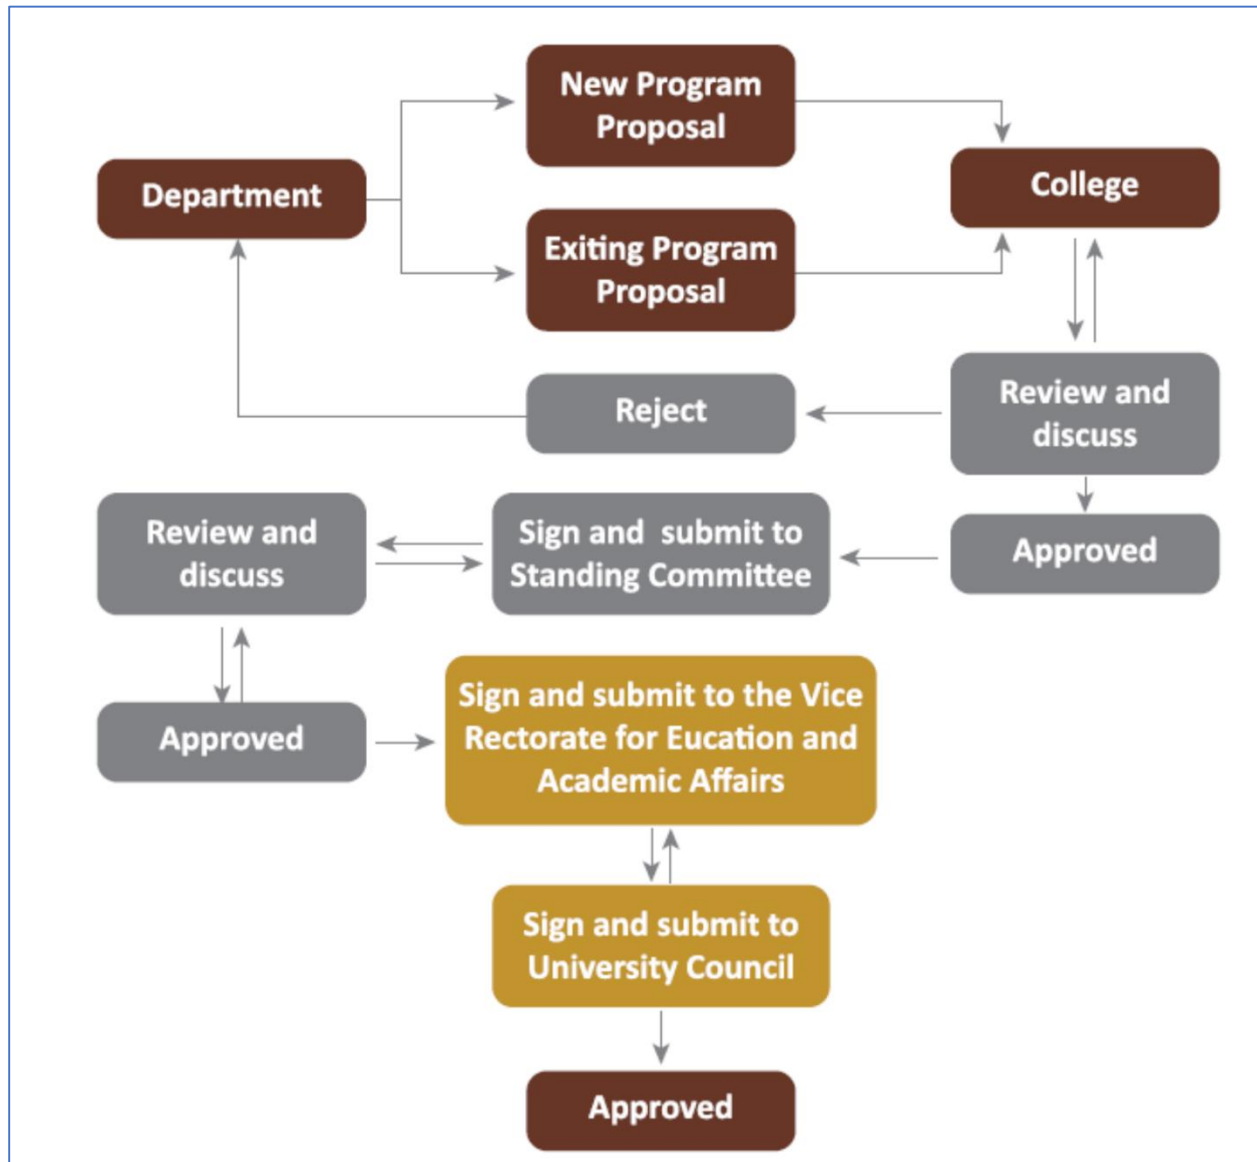 New Program
Proposal
Department
College
Exiting Program
Proposal
Reject
Review and
discuss
Review and
discuss
Sign and  submit to
Standing Committee
Approved
Sign and submit to the Vice
Rectorate for Eucation and
Academic Affairs
Approved
Sign and submit to
University Council
Approved